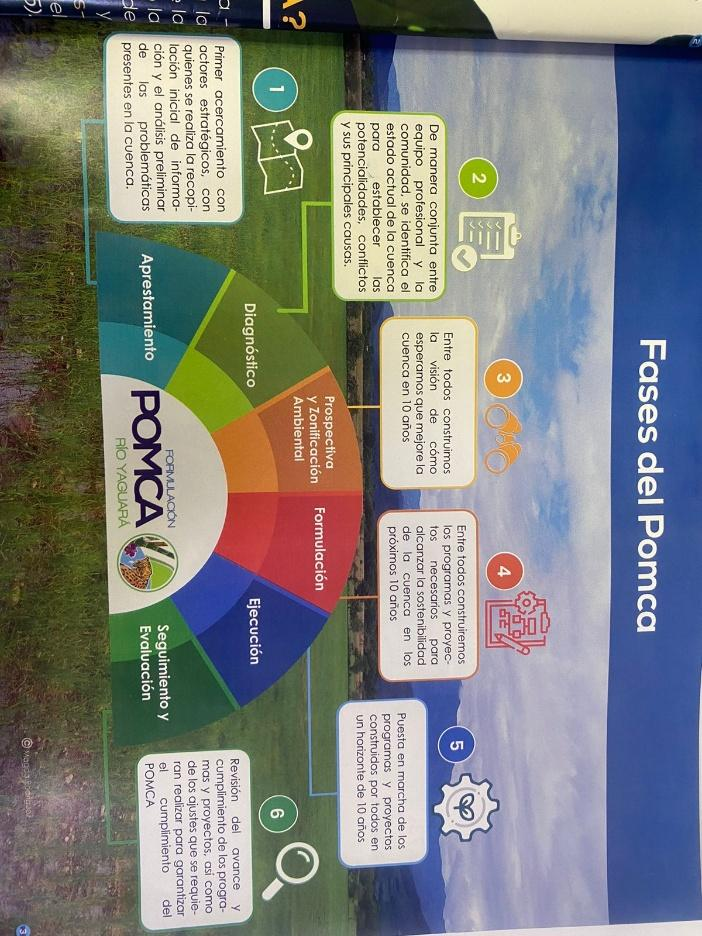 Fases del Pomca
1
Primer acercamiento con
actores estratégicos, con
quienes se realiza la recopi-
lación inicial de informa-
ción y el análisis preliminar
de las problemáticas
presentes en la cuenca.
2
De manera conjunta entre
equipo profesional y la
comunidad, se identifica el
estado actual de la cuenca
para establecer las
potencialidades, conflictos
y sus principales causas.
3
Entre todos construimos
la visión de cómo
esperamos que mejore la
cuenca en 10 años
4
Entre todos construiremos
los programas y proyec-
tos necesarios para
alcanzar la sostenibilidad
de la cuenca en los
próximos 10 años
5
Puesta en marcha de los
programas y proyectos
construidos por todos en
un horizonte de 10 años
6
Revisión del avance y
cumplimiento de los progra-
mas y proyectos, así como
de los ajustes que se requie-
ran realizar para garantizar
el cumplimiento del
POMCA
Aprestamiento
Diagnóstico
Prospectiva
y Zonificación
Ambiental
Formulación
Ejecución
Seguimiento y
Evaluación
FORMULACIÓN
POMCA
RÍO YAGUARÁ
A?
2
3